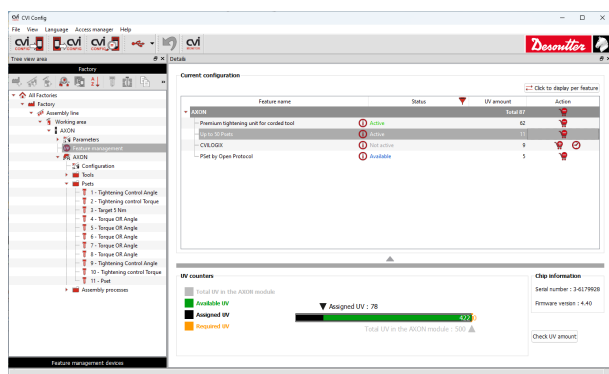 CVI Config
File View Language Access manager Help
Desoutter
Tree view area
Details
Factory
All Factories
Factory
Assembly line
Working area
AXON
Parameters
Feature management
AXON
Configuration
Tools
Psets
1 - Tightening Control Angle
2 - Tightening control Torque
3 - Target 5 Nm
4 - Torque OR Angle
5 - Torque OR Angle
6 - Torque OR Angle
7 - Torque OR Angle
8 - Torque OR Angle
9 - Tightening Control Angle
10 - Tightening control Torque
11 - Pset
Assembly processes
Feature management devices
Current configuration
Click to display per feature
Feature name Status UV amount Action
AXON Total 87
Premium tightening unit for corded tool Active 62
Up to 50 Psets Active 11
CVILOGIX Not active 9
PSet by Open Protocol Available 5
UV counters
Total UV in the AXON module
Available UV
Assigned UV
Required UV
Assigned UV : 78
422
Total UV in the AXON module : 500
Chip information
Serial number : 3-6179928
Firmware version : 4.40
Check UV amount